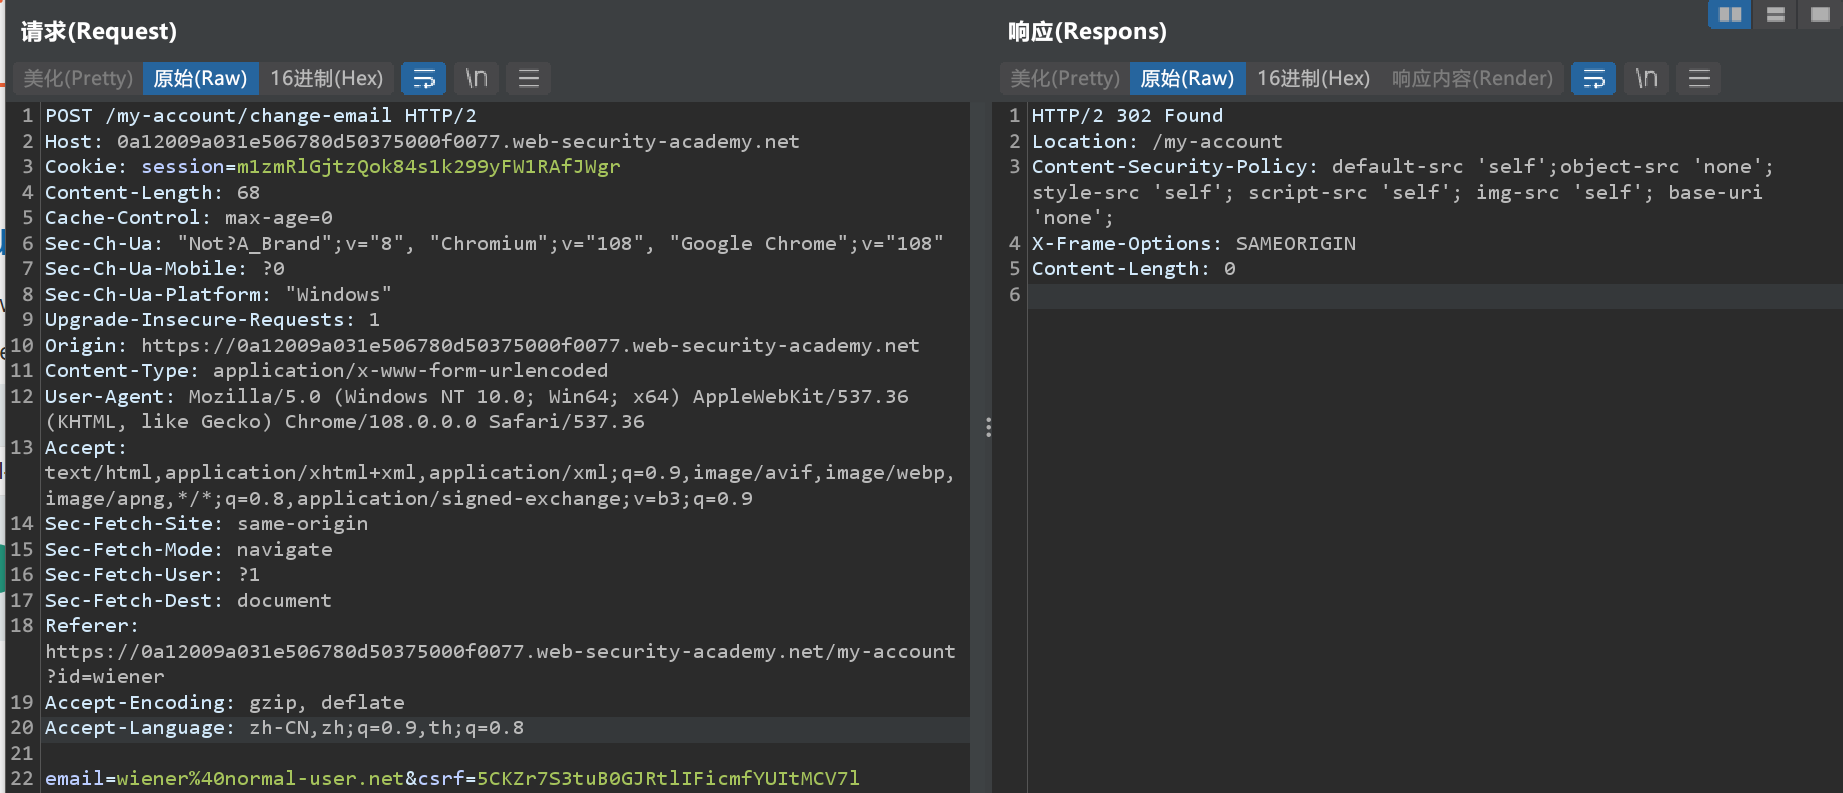 请求(Request)
美化(Pretty) 原始(Raw) 16进制(Hex) \n
1 POST /my-account/change-email HTTP/2
2 Host: 0a12009a031e506780d50375000f0077.web-security-academy.net
3 Cookie: session=m1zmRlGjtzQok84s1k299yFW1RAfJWgr
4 Content-Length: 68
5 Cache-Control: max-age=0
6 Sec-Ch-Ua: "Not?A_Brand";v="8", "Chromium";v="108", "Google Chrome";v="108"
7 Sec-Ch-Ua-Mobile: ?0
8 Sec-Ch-Ua-Platform: "Windows"
9 Upgrade-Insecure-Requests: 1
10 Origin: https://0a12009a031e506780d50375000f0077.web-security-academy.net
11 Content-Type: application/x-www-form-urlencoded
12 User-Agent: Mozilla/5.0 (Windows NT 10.0; Win64; x64) AppleWebKit/537.36
(KHTML, like Gecko) Chrome/108.0.0.0 Safari/537.36
13 Accept:
text/html,application/xhtml+xml,application/xml;q=0.9,image/avif,image/webp,
image/apng,*/*;q=0.8,application/signed-exchange;v=b3;q=0.9
14 Sec-Fetch-Site: same-origin
15 Sec-Fetch-Mode: navigate
16 Sec-Fetch-User: ?1
17 Sec-Fetch-Dest: document
18 Referer:
https://0a12009a031e506780d50375000f0077.web-security-academy.net/my-account
?id=wiener
19 Accept-Encoding: gzip, deflate
20 Accept-Language: zh-CN,zh;q=0.9,th;q=0.8
21
22 email=wiener%40normal-user.net&csrf=5CKZr7S3tuB0GJRtlIFicmfYUItMCV7l
响应(Respons)
美化(Pretty) 原始(Raw) 16进制(Hex) 响应内容(Render) \n
1 HTTP/2 302 Found
2 Location: /my-account
3 Content-Security-Policy: default-src 'self';object-src 'none';
style-src 'self'; script-src 'self'; img-src 'self'; base-uri
'none';
4 X-Frame-Options: SAMEORIGIN
5 Content-Length: 0
6